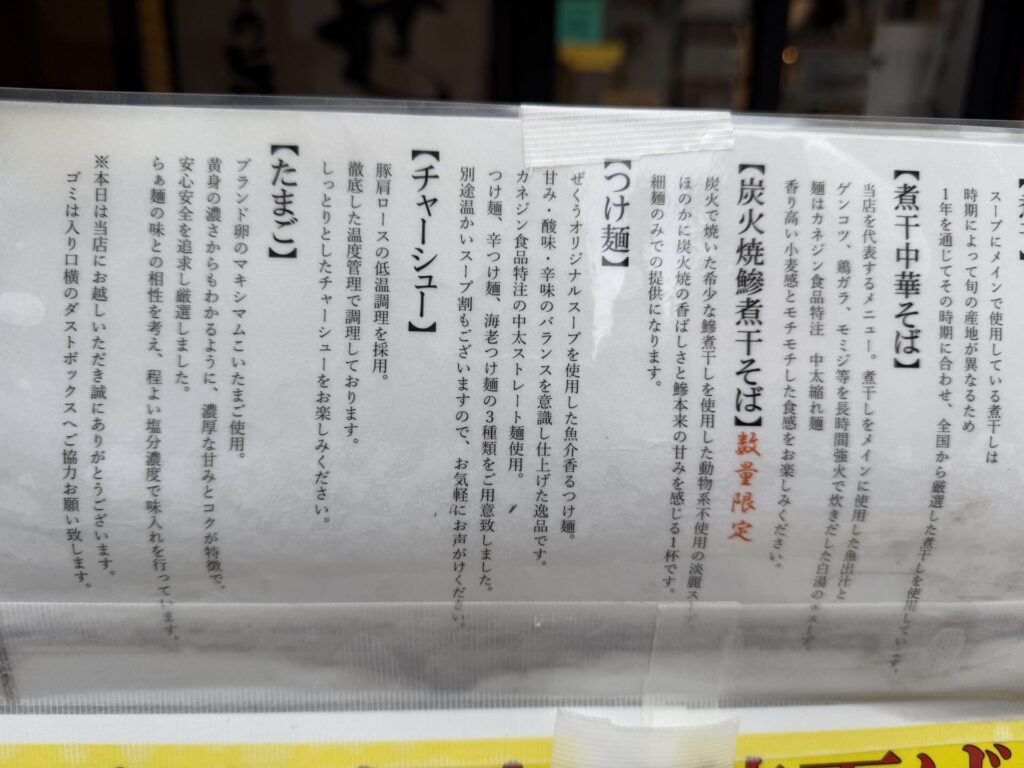 スープにメインで使用している煮干しは
時期によって旬の産地が異なるため
1年を通じてその時期に合わせ、全国から厳選した煮干しを使用しています。
【煮干中華そば】
当店を代表するメニュー。煮干しをメインに使用した魚出汁と
ゲンコツ、鶏ガラ、モミジ等を長時間強火で炊きだした白湯の
麺はカネジン食品特注　中太縮れ麺
香り高い小麦感とモチモチした食感をお楽しみください。
【炭火焼鯵煮干そば】数量限定
炭火で焼いた希少な鯵煮干しを使用した動物系不使用の淡麗スープ
ほのかに炭火焼の香ばしさと鯵本来の甘みを感じる1杯です。
細麺のみでの提供になります。
【つけ麺】
ぜくうオリジナルスープを使用した魚介香るつけ麺。
甘み・酸味・辛味のバランスを意識し仕上げた逸品です。
カネジン食品特注の中太ストレート麺使用。
つけ麺、辛つけ麺、海老つけ麺の3種類をご用意致しました。
別途温かいスープ割もございますので、お気軽にお声がけください。
【チャーシュー】
豚肩ロースの低温調理を採用。
徹底した温度管理で調理しております。
しっとりとしたチャーシューをお楽しみください。
【たまご】
ブランド卵のマキシマムこいたまご使用。
黄身の濃さからもわかるように、濃厚な甘みとコクが特徴で、
安心安全を追求し厳選しました。
らぁ麺の味との相性を考え、程よい塩分濃度で味入れを行っています。
※本日は当店にお越しいただき誠にありがとうございます。
ゴミは入り口横のダストボックスへご協力お願い致します。